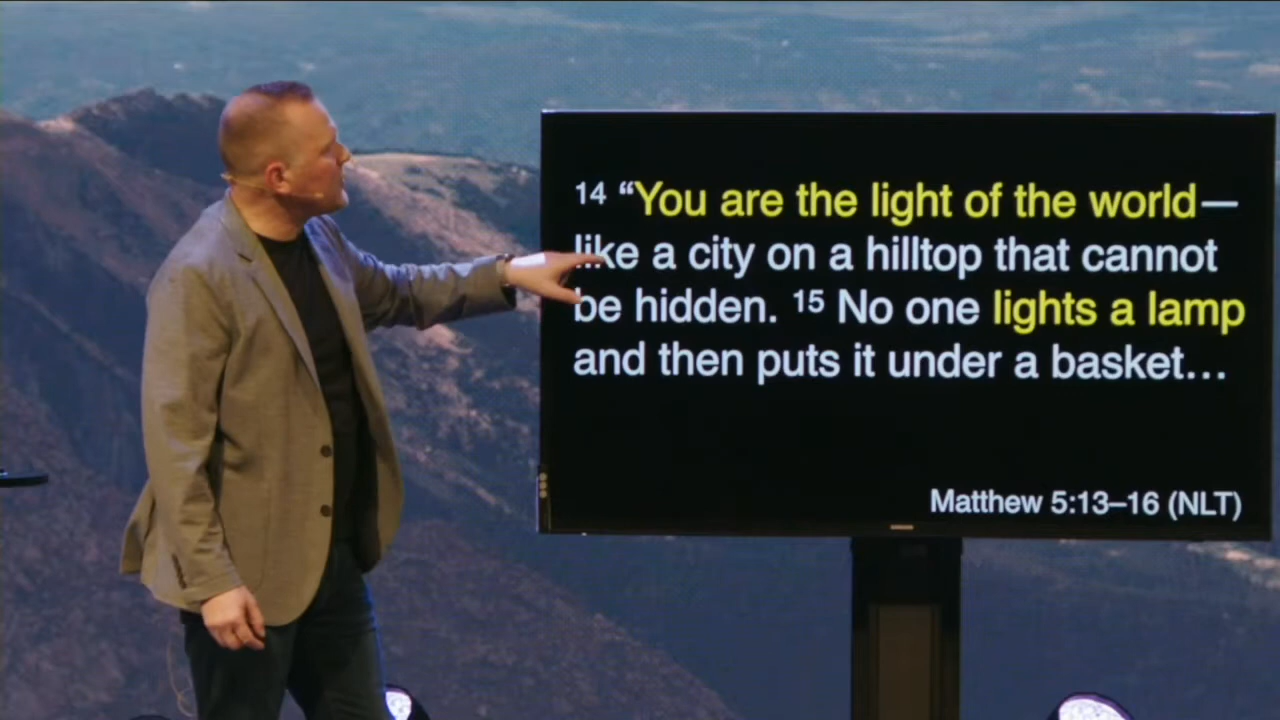 14 “You are the light of the world—
like a city on a hilltop that cannot
be hidden. 15 No one lights a lamp
and then puts it under a basket…
Matthew 5:13–16 (NLT)